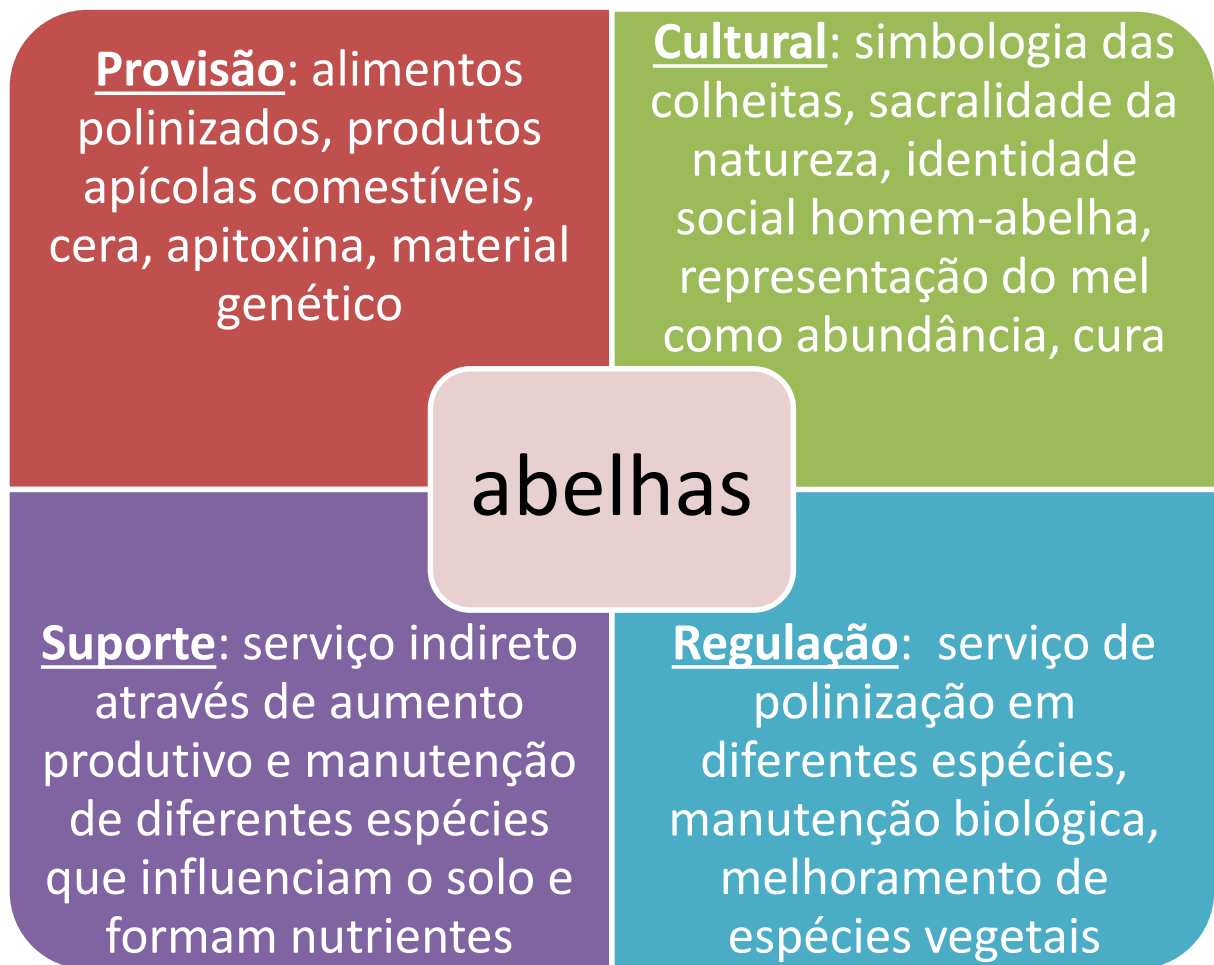 Provisão: alimentos
polinizados, produtos
apícolas comestíveis,
cera, apitoxina, material
genético
Cultural: simbologia das
colheitas, sacralidade da
natureza, identidade
social homem-abelha,
representação do mel
como abundância, cura
abelhas
Suporte: serviço indireto
através de aumento
produtivo e manutenção
de diferentes espécies
que influenciam o solo e
formam nutrientes
Regulação:  serviço de
polinização em
diferentes espécies,
manutenção biológica,
melhoramento de
espécies vegetais